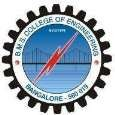 B.M.S. COLLEGE OF ENGINEERING
BANGALORE - 560 019